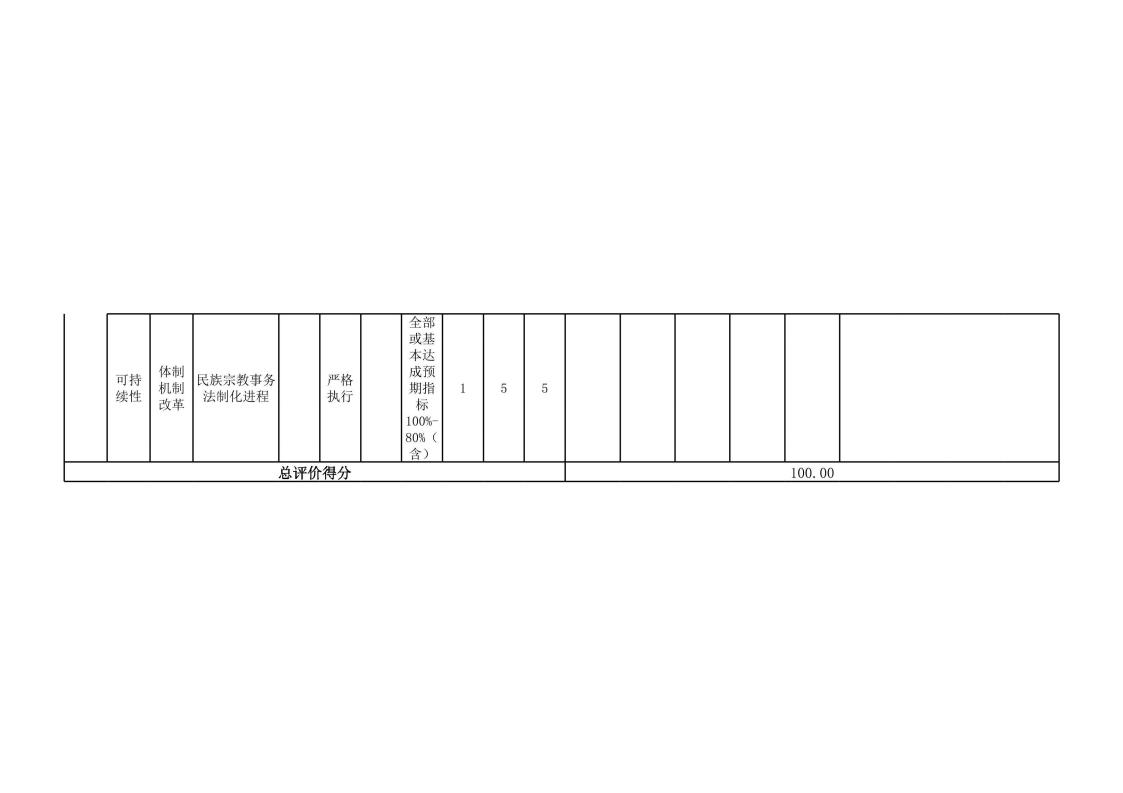 可持
续性
体制
机制
改革
民族宗教事务
法制化进程
严格
执行
全部
或基
本达
成预
期指
标
100%-
80%（
含）
1
5
5
总评价得分
100.00